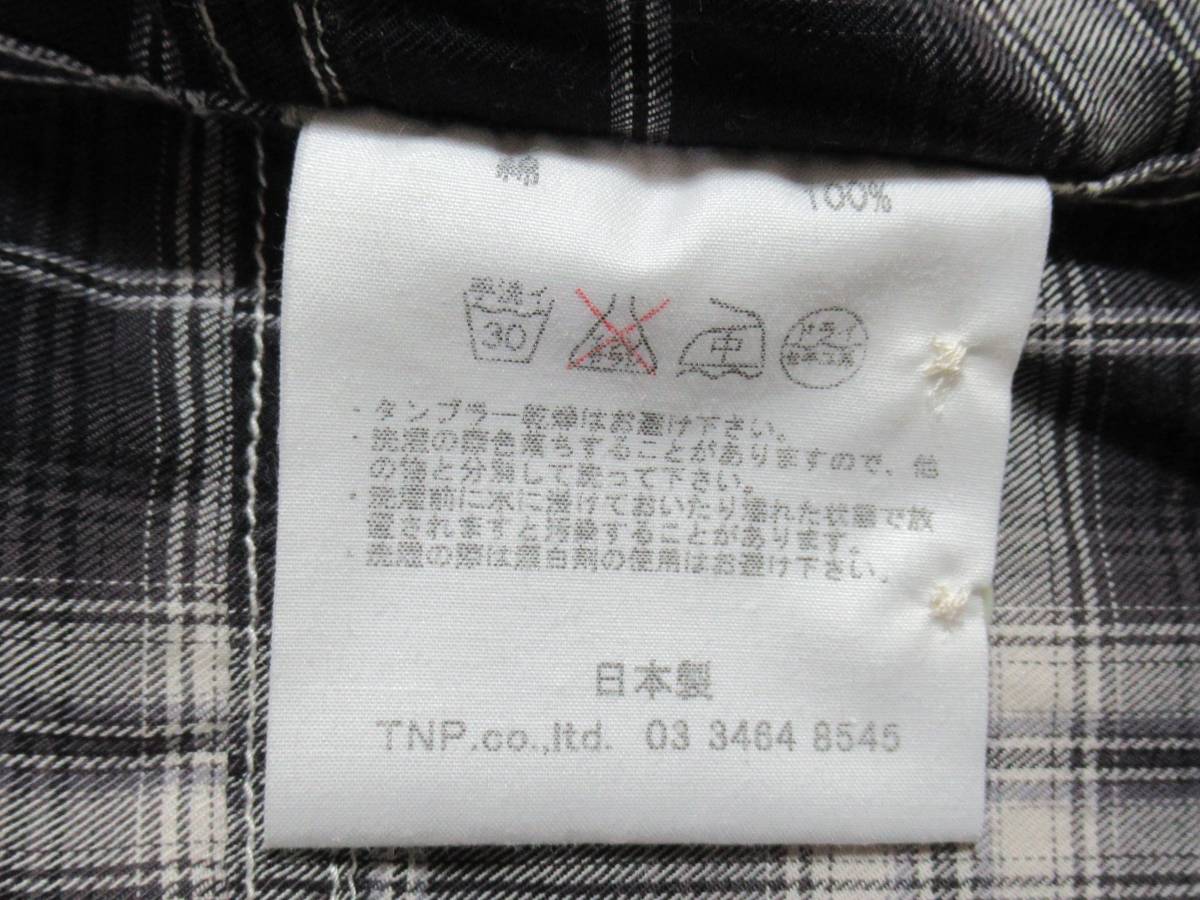 綿 100%
手洗イ
30
中
ドライ
・タンブラー乾燥はお避け下さい。
・洗濯の際色落ちすることがありますので、他
の物と分別して洗って下さい。
・洗濯前に水に漬けておいたり濡れた状態で放
置されますと汚染することがあります。
洗濯の際は漂白剤の使用はお避け下さい。
日本製
TNP.co.,ltd. 03 3464 8545